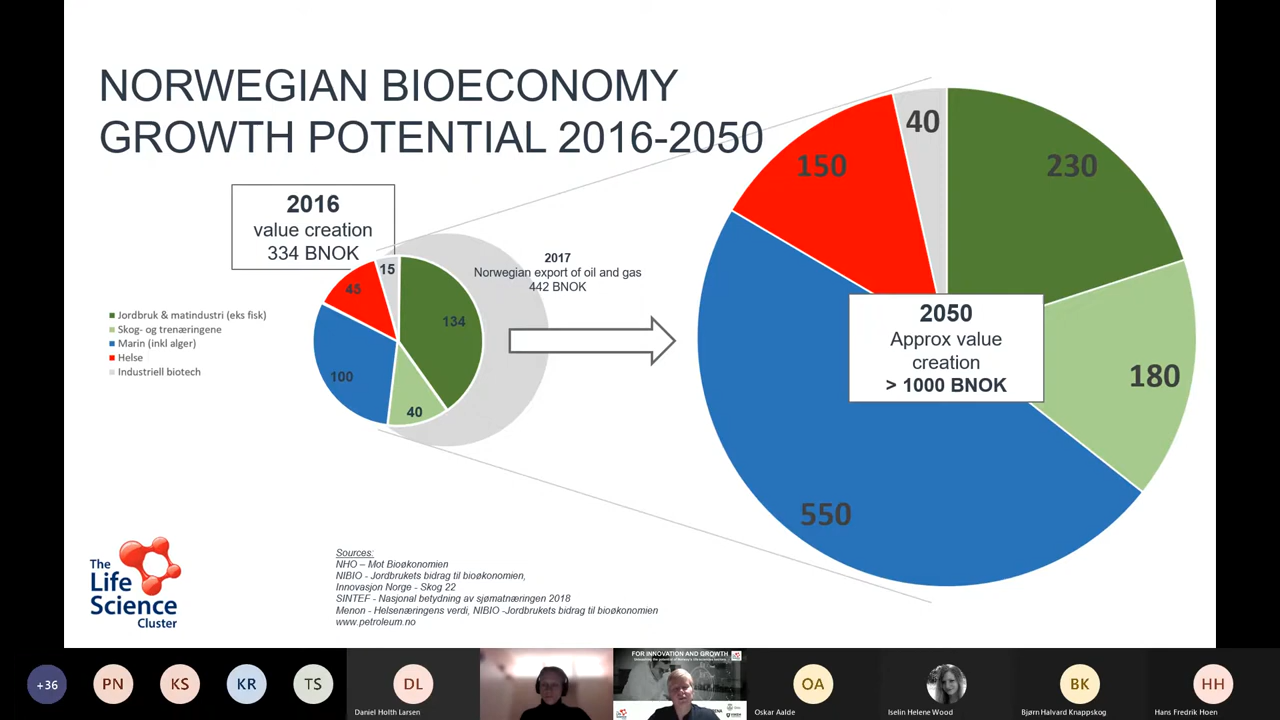 NORWEGIAN BIOECONOMY
GROWTH POTENTIAL 2016-2050
2016
value creation
334 BNOK
2017
Norwegian export of oil and gas
442 BNOK
Jordbruk & matindustri (eks fisk)
Skog- og trenæringene
Marin (inkl alger)
Helse
Industriell biotech
15
45
134
100
40
40
150
230
180
550
2050
Approx value
creation
> 1000 BNOK
The
Life
Science
Cluster
Sources:
NHO – Mot Bioøkonomien
NIBIO - Jordbrukets bidrag til bioøkonomien,
Innovasjon Norge - Skog 22
SINTEF - Nasjonal betydning av sjømatnæringen 2018
Menon - Helsenæringens verdi, NIBIO -Jordbrukets bidrag til bioøkonomien
www.petroleum.no
+36
PN
KS
KR
TS
DL
Daniel Holth Larsen
FOR INNOVATION AND GROWTH
OA
Oskar Aalde
Iselin Helene Wood
BK
Bjørn Halvard Knappskog
HH
Hans Fredrik Hoen